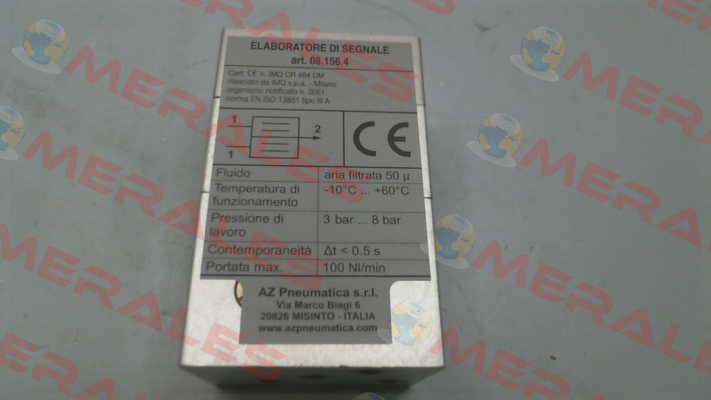 ELABORATORE DI SEGNALE
art. 08.156.4
Cert. CE n. IMQ CR 484 DM
rilasciato da IMQ s.p.a. - Milano
organismo notificato n. 0051
norma EN ISO 13851 tipo III A
1
2
1
CE
Fluido aria filtrata 50 µ
Temperatura di funzionamento -10°C ... +60°C
Pressione di lavoro 3 bar ... 8 bar
Contemporaneità Δt < 0.5 s
Portata max. 100 Nl/min
AZ Pneumatica s.r.l.
Via Marco Biagi 6
20826 MISINTO - ITALIA
www.azpneumatica.com
MERALES